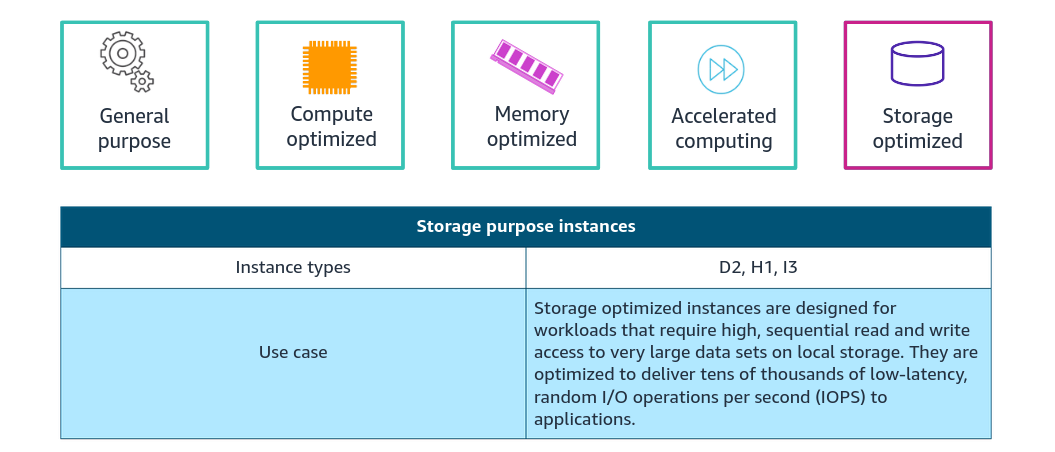 General
purpose
Compute
optimized
Memory
optimized
Accelerated
computing
Storage
optimized
Storage purpose instances
Instance types
D2, H1, I3
Use case
Storage optimized instances are designed for
workloads that require high, sequential read and write
access to very large data sets on local storage. They are
optimized to deliver tens of thousands of low-latency,
random I/O operations per second (IOPS) to
applications.